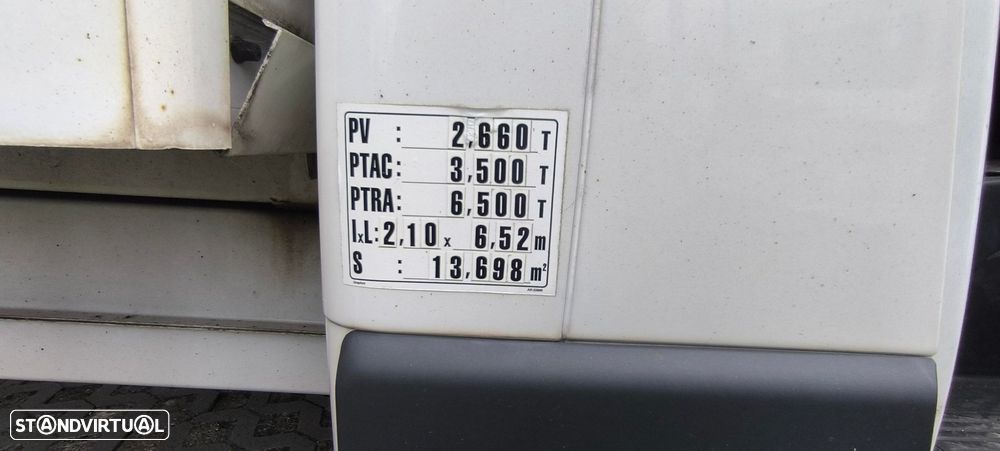 PV : 2,660 T
PTAC: 3,500 T
PTRA: 6,500 T
IxL: 2,10 x 6,52 m
S : 13,698 m²
STANDVIRTUAL